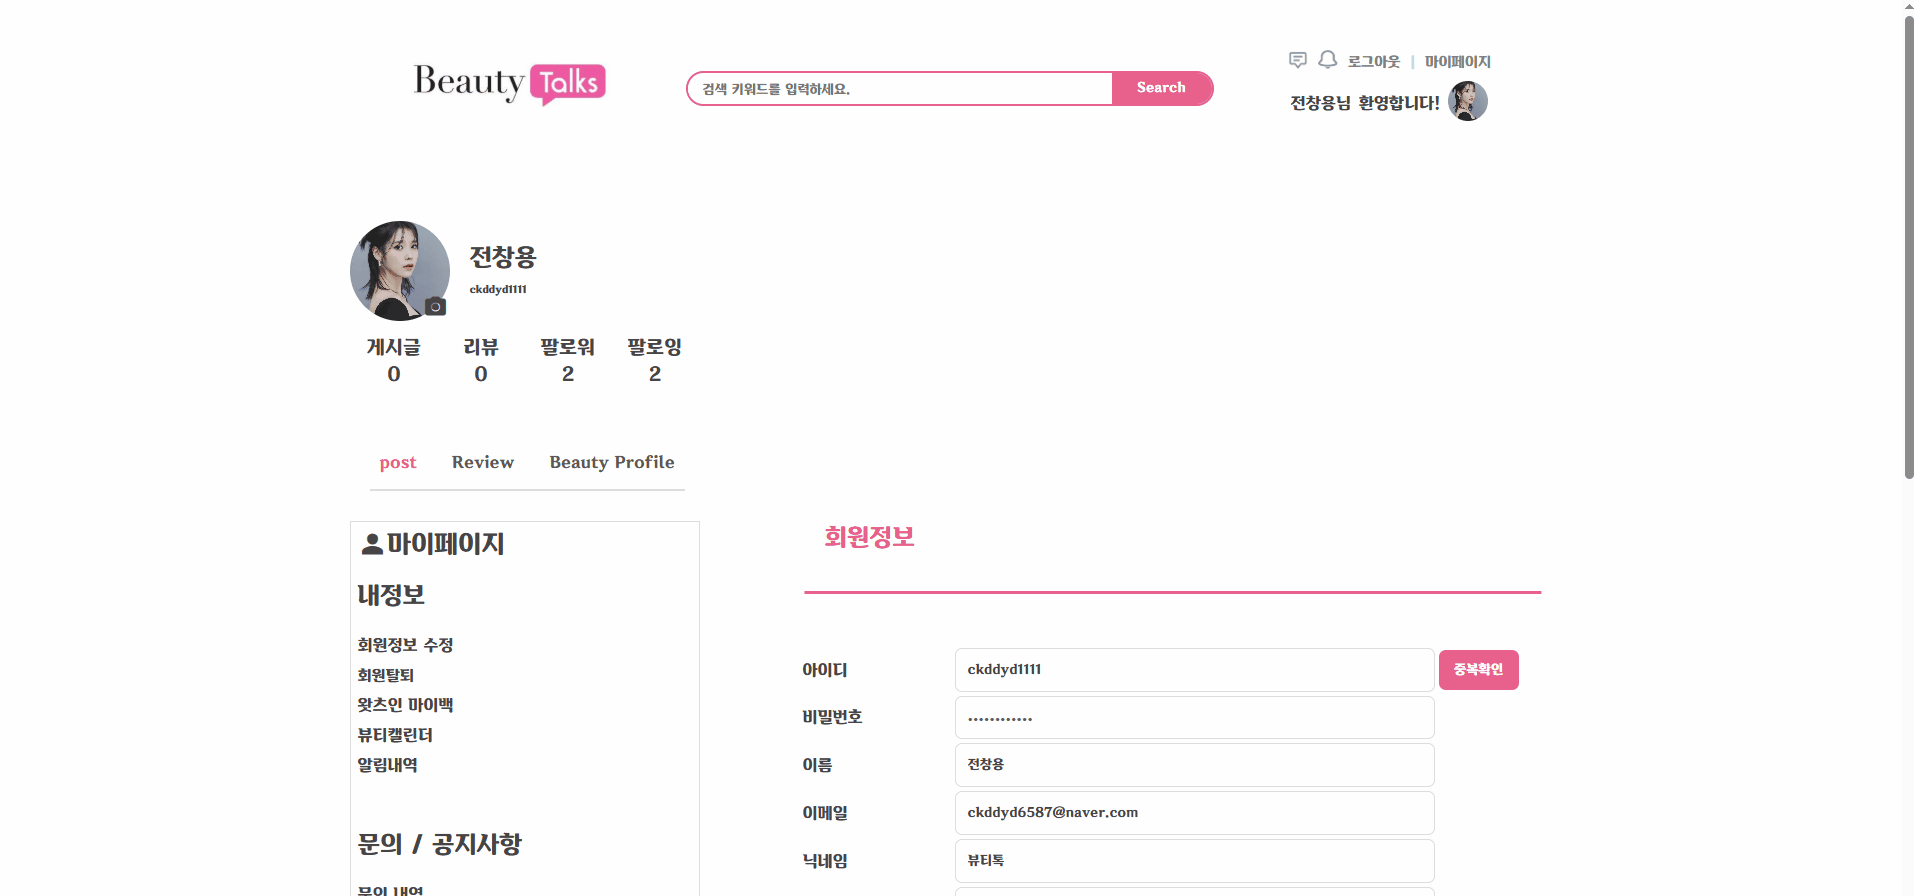 로그아웃 | 마이페이지
Beauty Talks
검색 키워드를 입력하세요.
Search
전창용님 환영합니다!
전창용
ckddyd1111
게시글 리뷰 팔로워 팔로잉
0 0 2 2
post Review Beauty Profile
마이페이지
내정보
회원정보 수정
회원탈퇴
왓츠인 마이백
뷰티캘린더
알림내역
문의 / 공지사항
문의 내역
회원정보
아이디 ckddyd1111 중복확인
비밀번호 ............
이름 전창용
이메일 ckddyd6587@naver.com
닉네임 뷰티톡